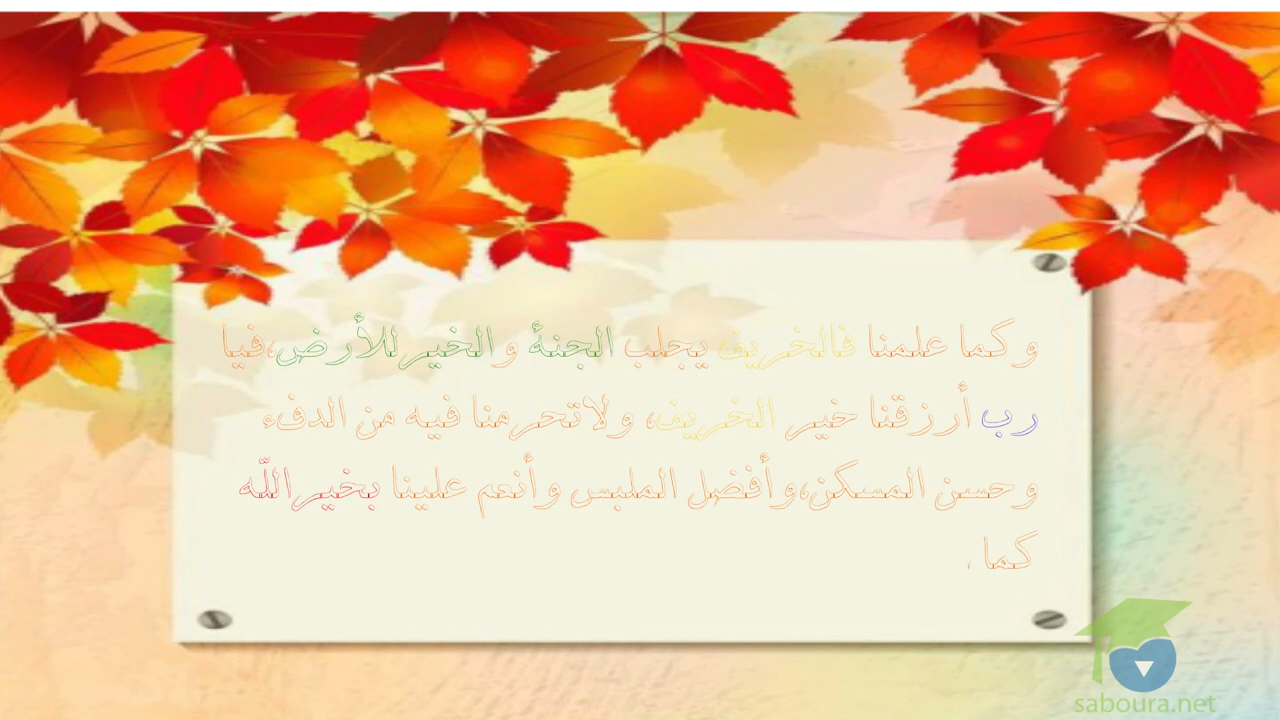 و كما علمنا فالخريف يجلب الجنة و الخير للأرض،فيا
رب أرزقنا خير الخريف، ولاتحرمنا فيه من الدفء
وحسن المسكن،وأفضل الملبس وأنعم علينا بخيرالله
كما .
saboura.net